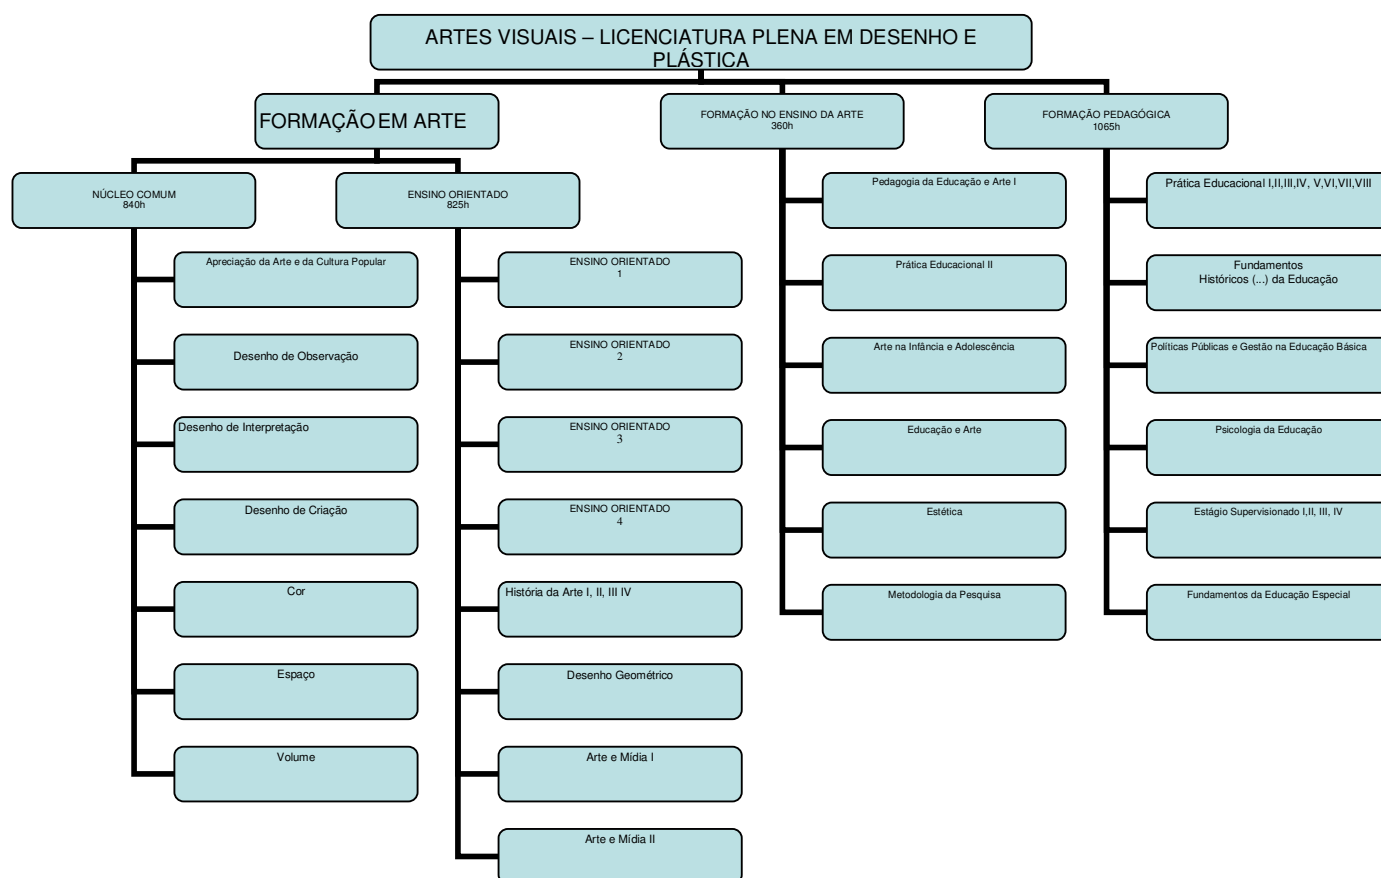 ARTES VISUAIS – LICENCIATURA PLENA EM DESENHO E
PLÁSTICA
FORMAÇÃO EM ARTE
FORMAÇÃO NO ENSINO DA ARTE
360h
FORMAÇÃO PEDAGÓGICA
1065h
NÚCLEO COMUM
840h
ENSINO ORIENTADO
825h
Apreciação da Arte e da Cultura Popular
Desenho de Observação
Desenho de Interpretação
Desenho de Criação
Cor
Espaço
Volume
ENSINO ORIENTADO
1
ENSINO ORIENTADO
2
ENSINO ORIENTADO
3
ENSINO ORIENTADO
4
História da Arte I, II, III IV
Desenho Geométrico
Arte e Mídia I
Arte e Mídia II
Pedagogia da Educação e Arte I
Prática Educacional II
Arte na Infância e Adolescência
Educação e Arte
Estética
Metodologia da Pesquisa
Prática Educacional I,II,III,IV, V,VI,VII,VIII
Fundamentos
Históricos (...) da Educação
Políticas Públicas e Gestão na Educação Básica
Psicologia da Educação
Estágio Supervisionado I,II, III, IV
Fundamentos da Educação Especial